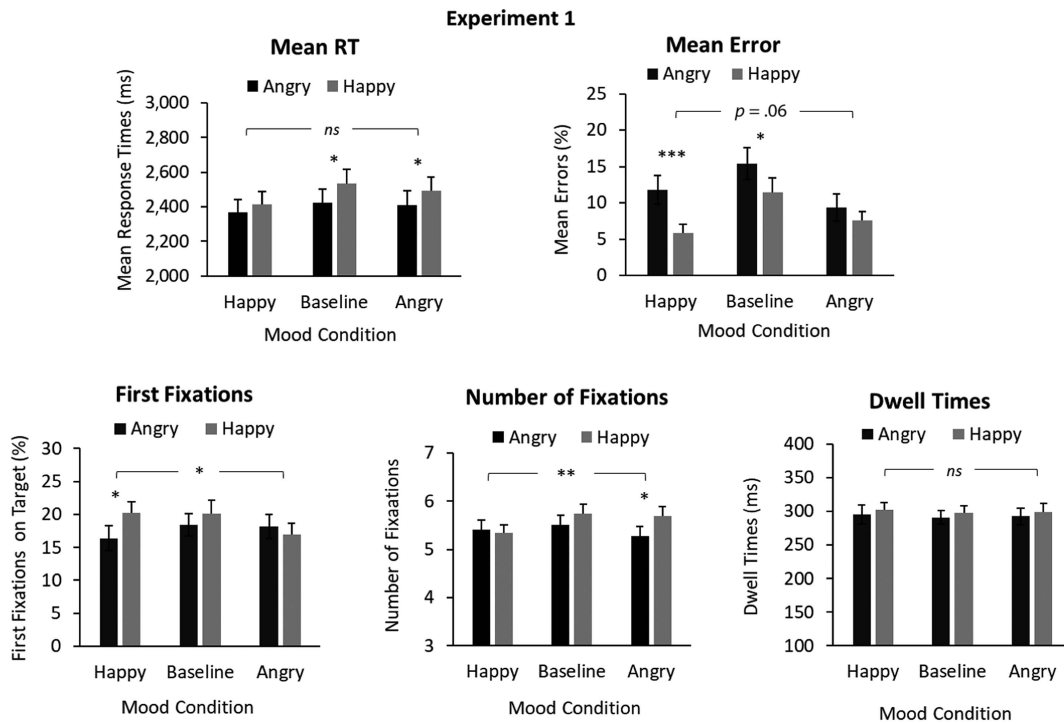 Experiment 1
Mean RT
Angry Happy
Mean Response Times (ms)
3,000
2,800
2,600
2,400
2,200
2,000
ns
*
*
Happy Baseline Angry
Mood Condition
Mean Error
Angry Happy
Mean Errors (%)
25
20
15
10
5
0
p = .06
***
*
Happy Baseline Angry
Mood Condition
First Fixations
Angry Happy
First Fixations on Target (%)
30
25
20
15
10
5
0
*
*
Happy Baseline Angry
Mood Condition
Number of Fixations
Angry Happy
Number of Fixaations
7
6
5
4
3
**
*
Happy Baseline Angry
Mood Condition
Dwell Times
Angry Happy
Dwell Times (ms)
400
350
300
250
200
150
100
ns
Happy Baseline Angry
Mood Condition